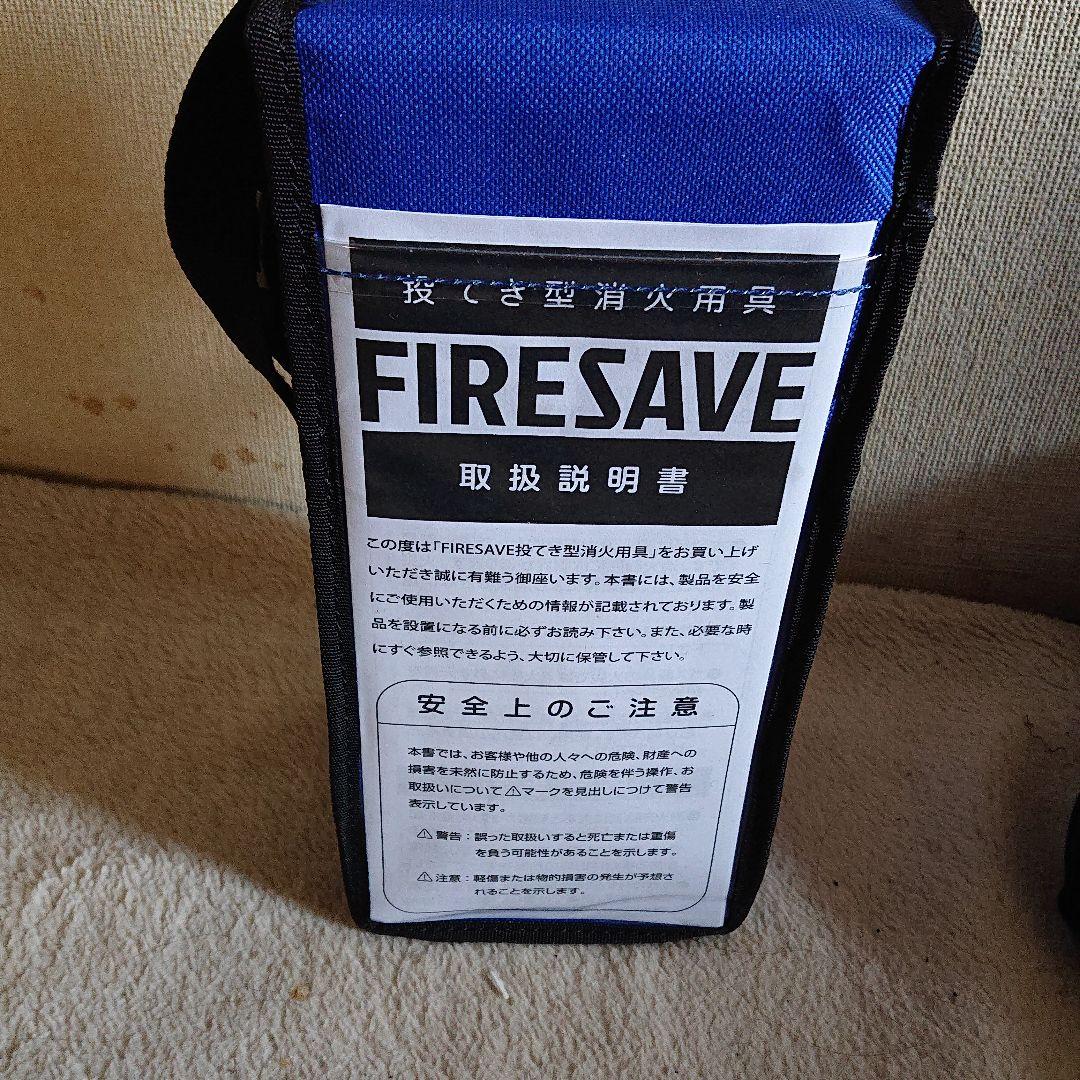 投てき型消火用具
FIRESAVE
取扱説明書
この度は「FIRESAVE投てき型消火用具」をお買い上げ
いただき誠に有難う御座います。本書には、製品を安全
にご使用いただくための情報が記載されております。製
品を設置になる前に必ずお読み下さい。また、必要な時
にすぐ参照できるよう、大切に保管して下さい。
安全上のご注意
本書では、お客様や他の人々への危険、財産への
損害を未然に防止するため、危険を伴う操作、お
取扱いについて⚠マークを見出しにつけて警告
表示しています。
⚠警告：誤った取扱いすると死亡または重傷
を負う可能性があることを示します。
⚠注意：軽傷または物的損害の発生が予想さ
れることを示します。